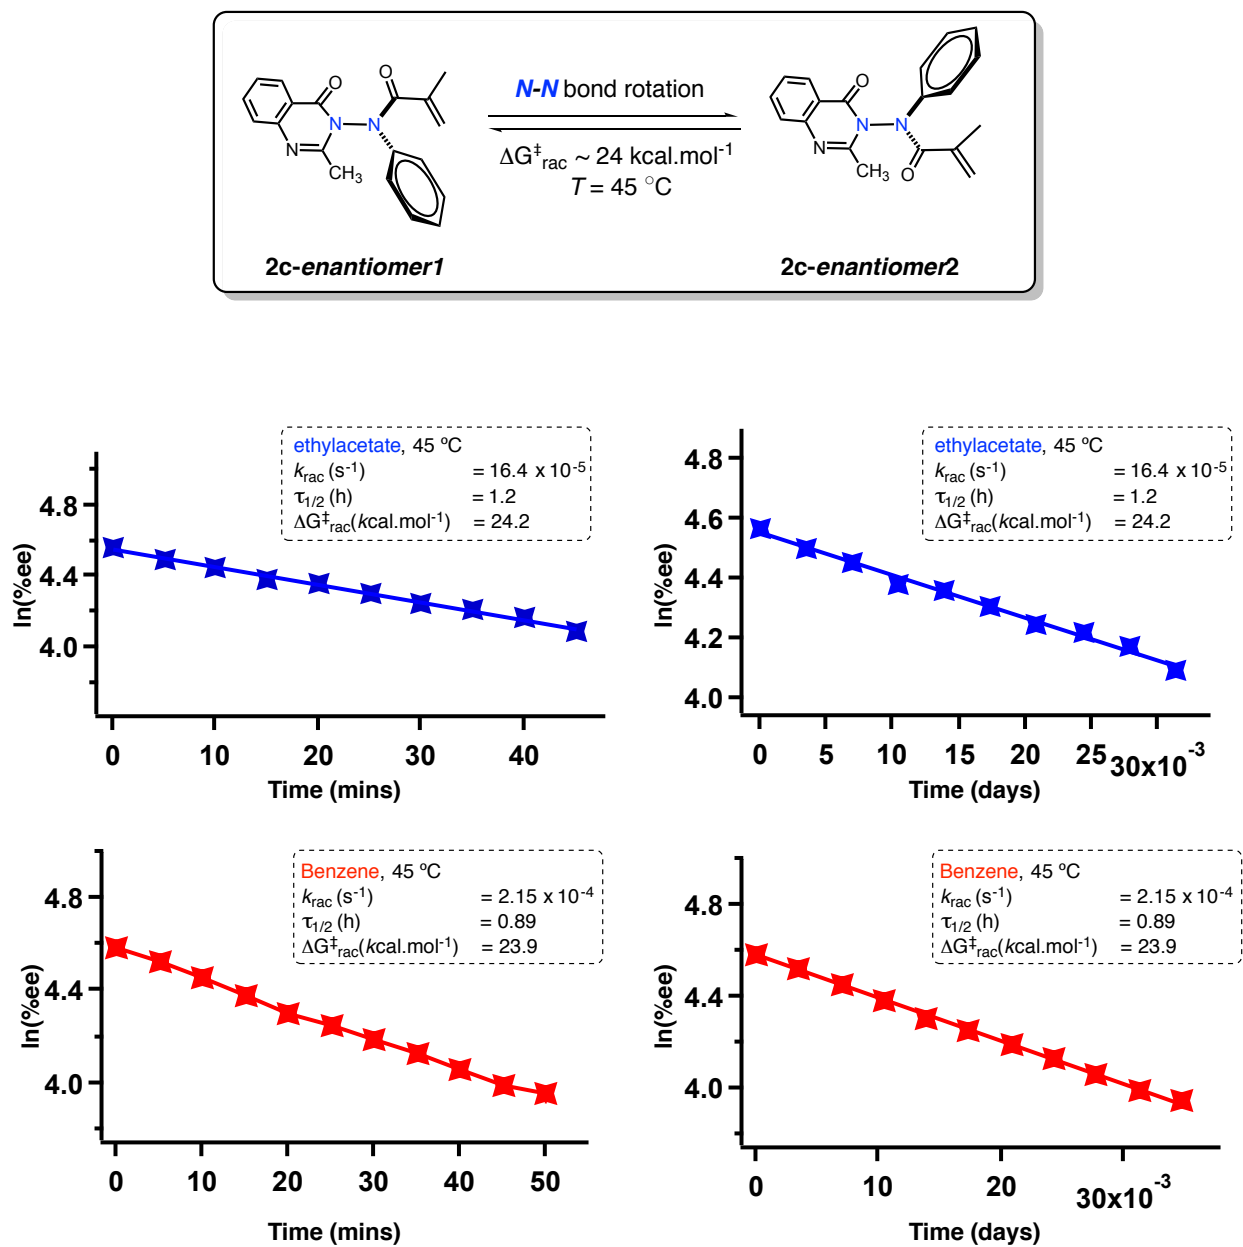 O
N
N
N
CH3
O
2c-enantiomer1
N-N bond rotation
ΔG‡rac ~ 24 kcal.mol-1
T = 45 °C
O
N
N
N
CH3
O
2c-enantiomer2
ethylacetate, 45 ºC
krac (s-1) = 16.4 x 10-5
τ1/2 (h) = 1.2
ΔG‡rac(kcal.mol-1) = 24.2
ln(%ee)
4.8
4.4
4.0
0 10 20 30 40
Time (mins)
ethylacetate, 45 ºC
krac (s-1) = 16.4 x 10-5
τ1/2 (h) = 1.2
ΔG‡rac(kcal.mol-1) = 24.2
ln(%ee)
4.8
4.6
4.4
4.2
4.0
0 5 10 15 20 25 30x10-3
Time (days)
Benzene, 45 ºC
krac (s-1) = 2.15 x 10-4
τ1/2 (h) = 0.89
ΔG‡rac(kcal.mol-1) = 23.9
ln(%ee)
4.8
4.4
4.0
0 10 20 30 40 50
Time (mins)
Benzene, 45 ºC
krac (s-1) = 2.15 x 10-4
τ1/2 (h) = 0.89
ΔG‡rac(kcal.mol-1) = 23.9
ln(%ee)
4.8
4.4
4.0
0 10 20 30x10-3
Time (days)